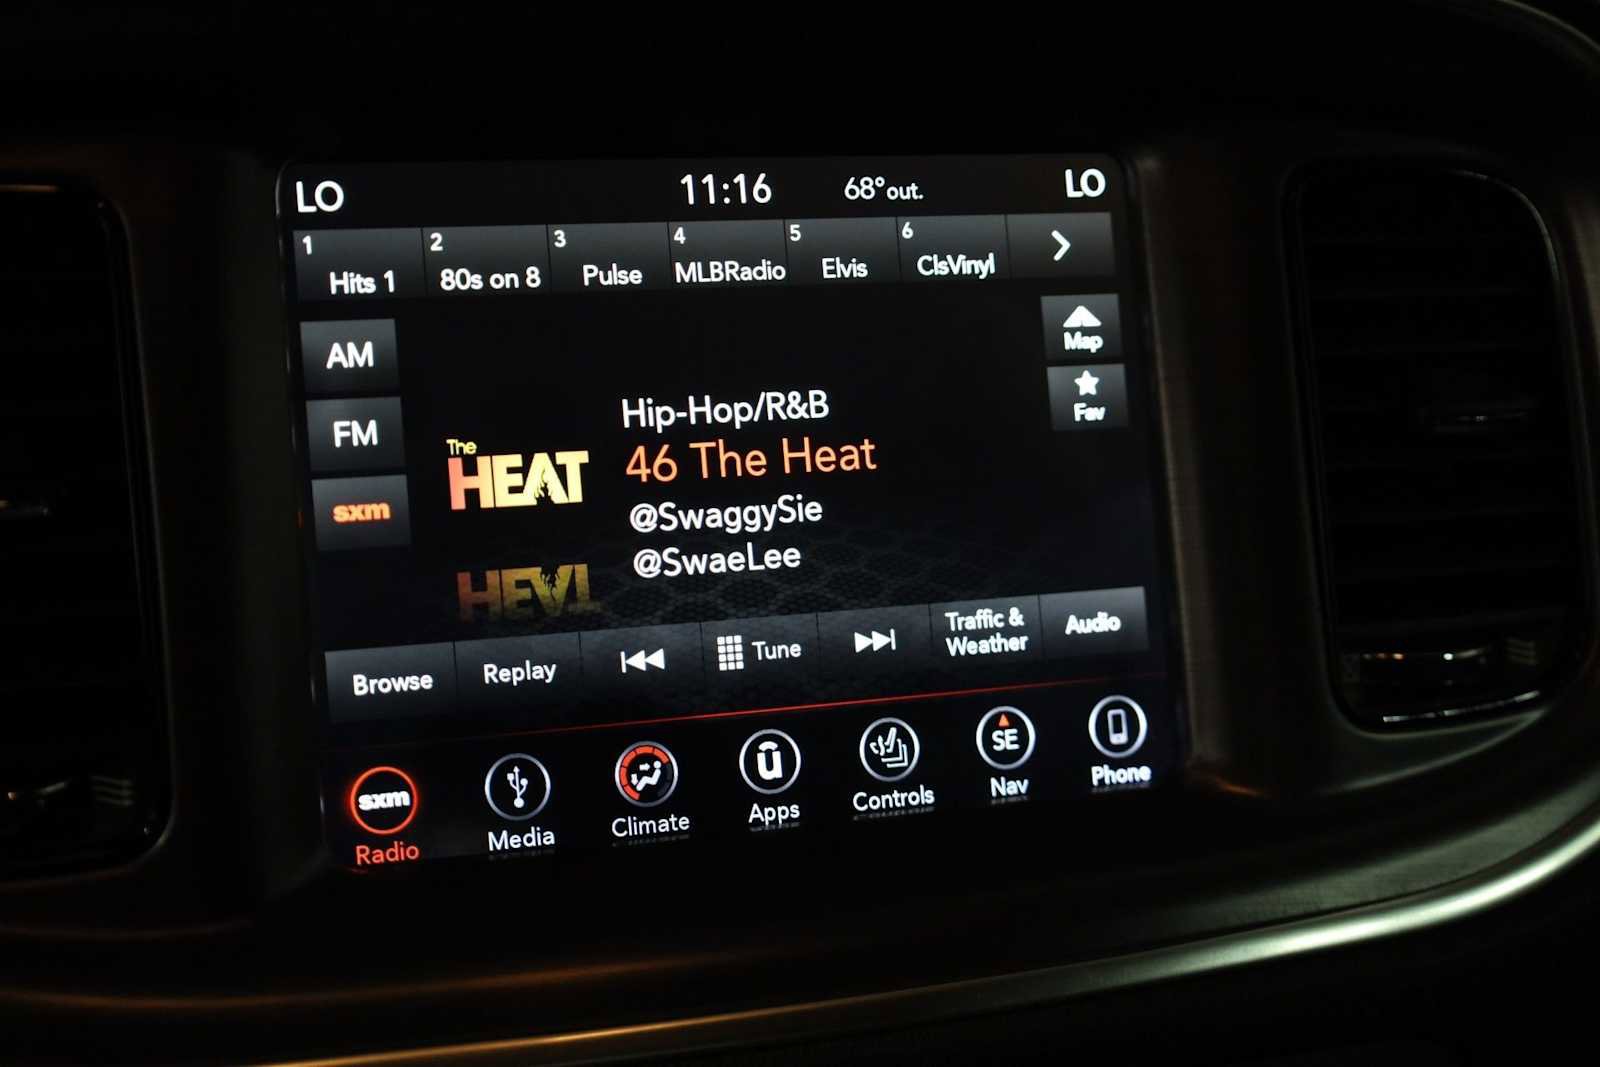 LO 11:16 68°out. LO
1 2 3 4 5 6
Hits 1 80s on 8 Pulse MLBRadio Elvis ClsVinyl
AM
Map
FM
Fav
sxm
The
HEAT
Hip-Hop/R&B
46 The Heat
@SwaggySie
@SwaeLee
Browse Replay Tune Traffic & Weather Audio
sxm SE
Radio Media Climate Apps Controls Nav Phone